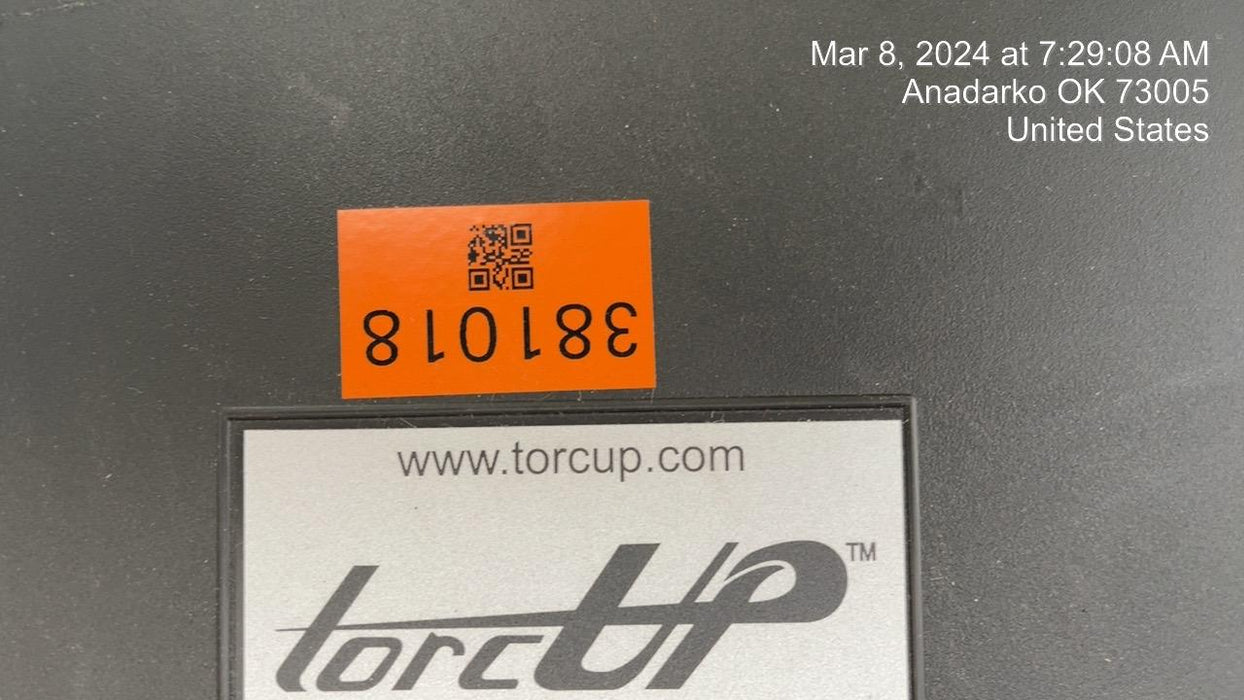 Mar 8, 2024 at 7:29:08 AM
Anadarko OK 73005
United States
381018
www.torcup.com
torcUP™